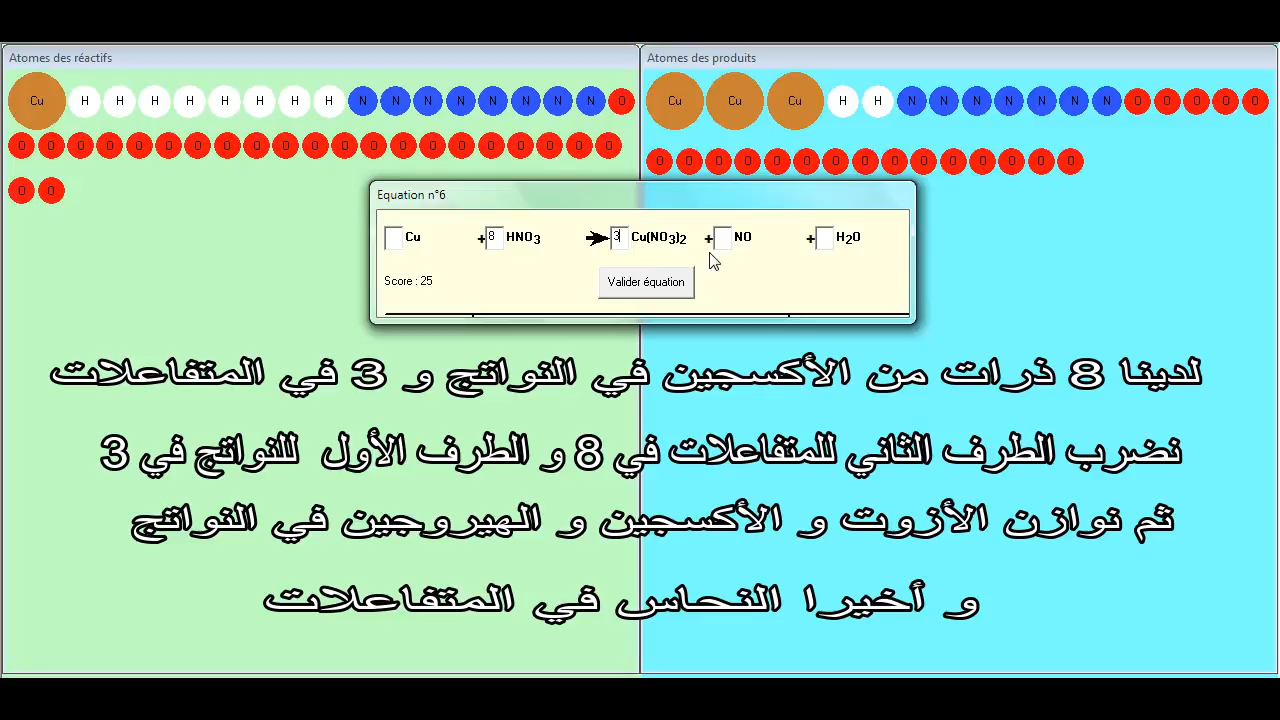 Atomes des réactifs
Cu H H H H H H H H N N N N N N N N O
O O O O O O O O O O O O O O O O O O O O O
O O
Atomes des produits
Cu Cu Cu H H N N N N N N N O O O O O
O O O O O O O O O O O O O O O
Equation n°6
Cu + 8 HNO3 ➔ 3 Cu(NO3)2 + NO + H2O
Score : 25
Valider équation
لدينا 8 ذرات من الأكسجين في النواتج و 3 في المتفاعلات
نضرب الطرف الثاني للمتفاعلات في 8 و الطرف الأول للنواتج في 3
ثم نوازن الأزوت و الأكسجين و الهيروجين في النواتج
و أخيرا النحاس في المتفاعلات